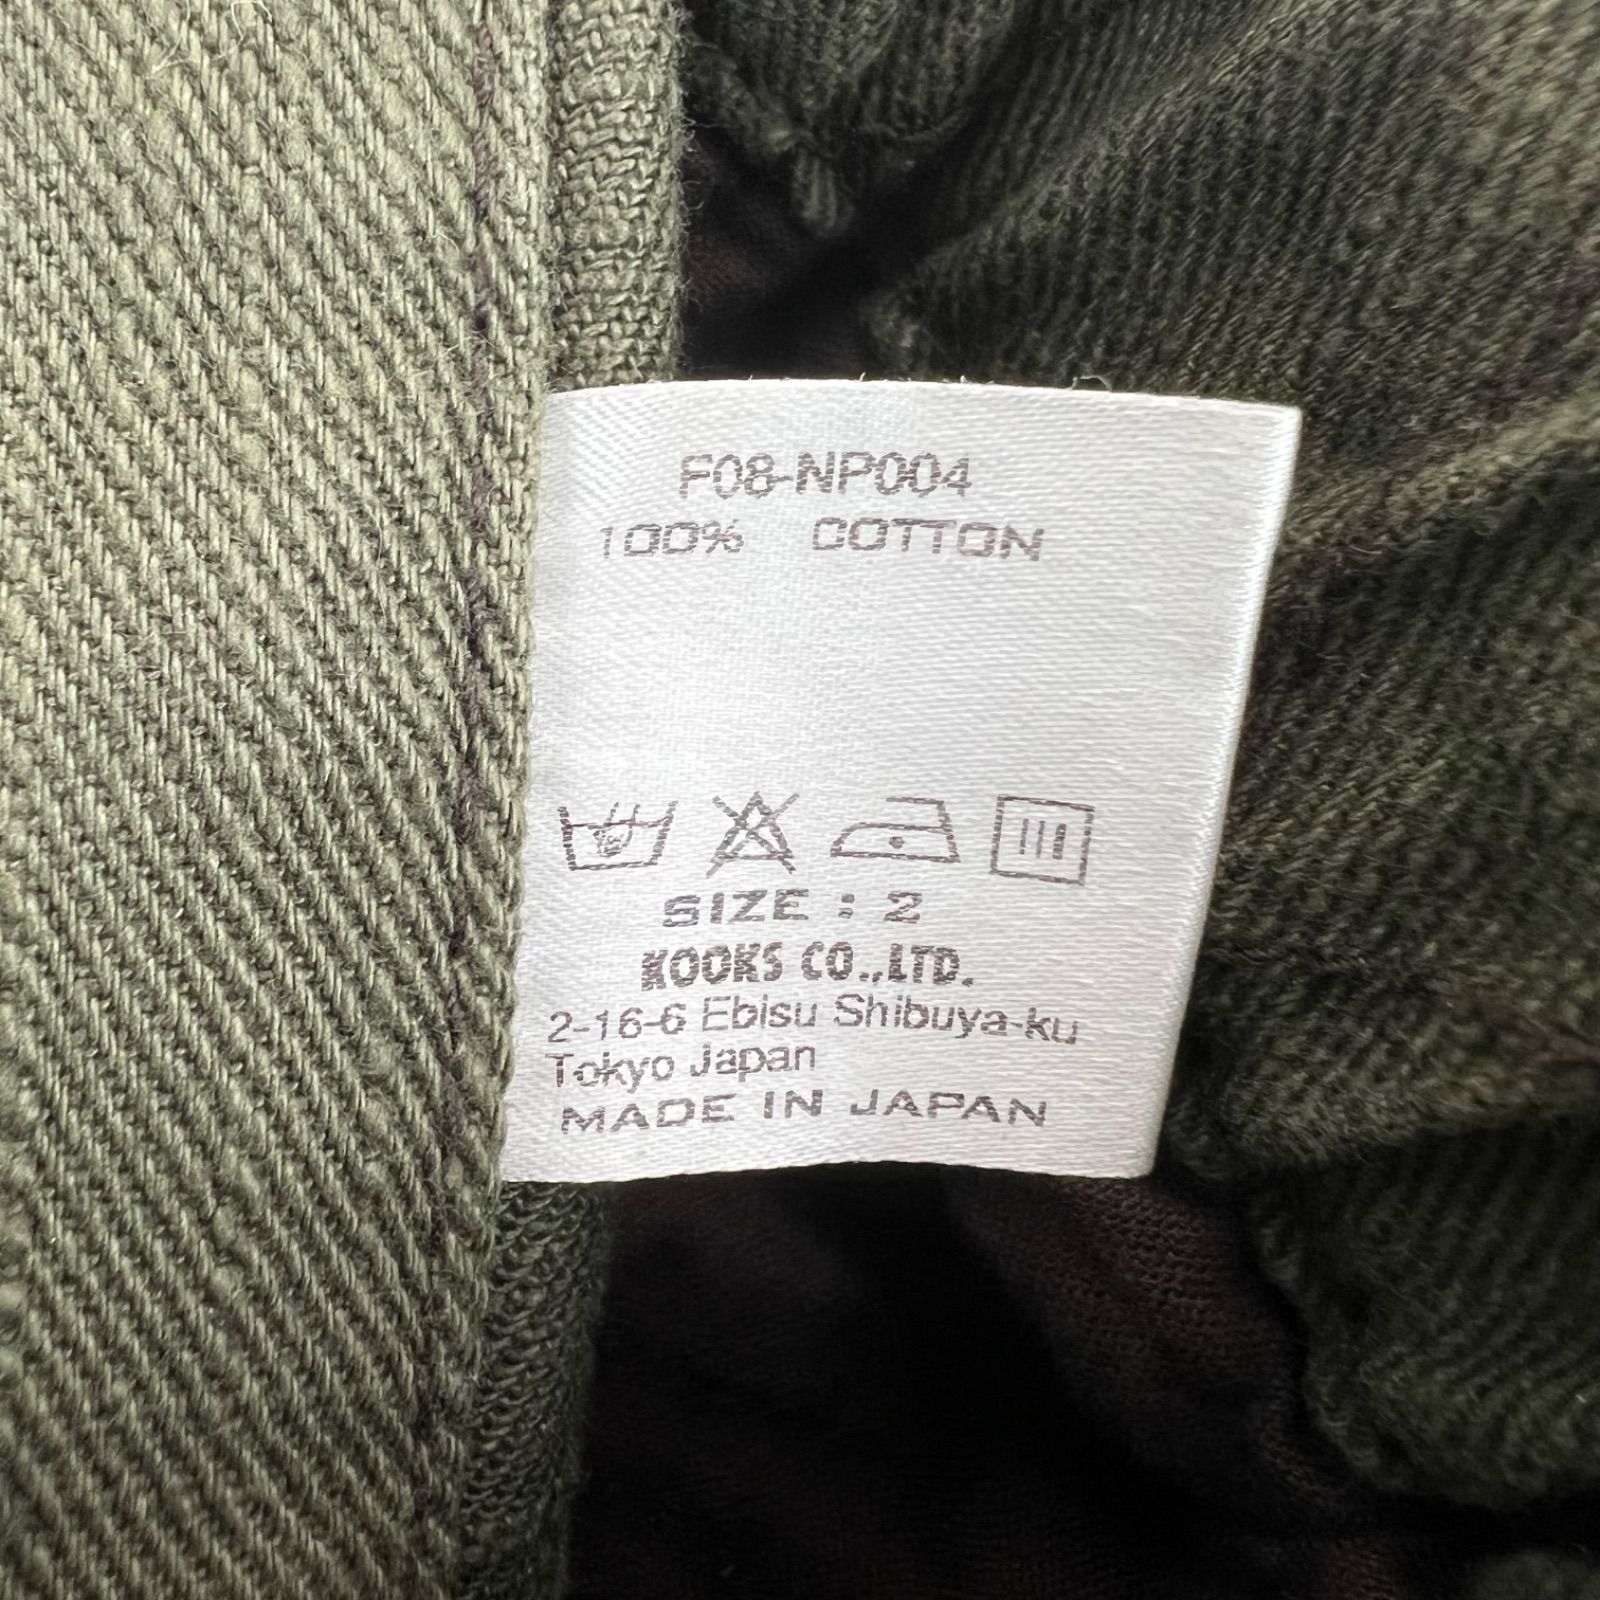 F08-NP004
100% COTTON
SIZE : 2
KOOKS CO.,LTD.
2-16-6 Ebisu Shibuya-ku
Tokyo Japan
MADE IN JAPAN